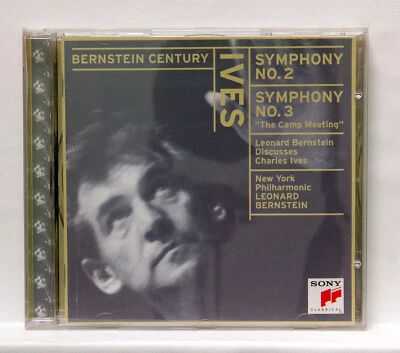 BERNSTEIN CENTURY
IVES
SYMPHONY
NO. 2
SYMPHONY
NO. 3
"The Camp Meeting"
Leonard Bernstein
Discusses
Charles Ives
New York
Philharmonic
LEONARD
BERNSTEIN
SONY
CLASSICAL